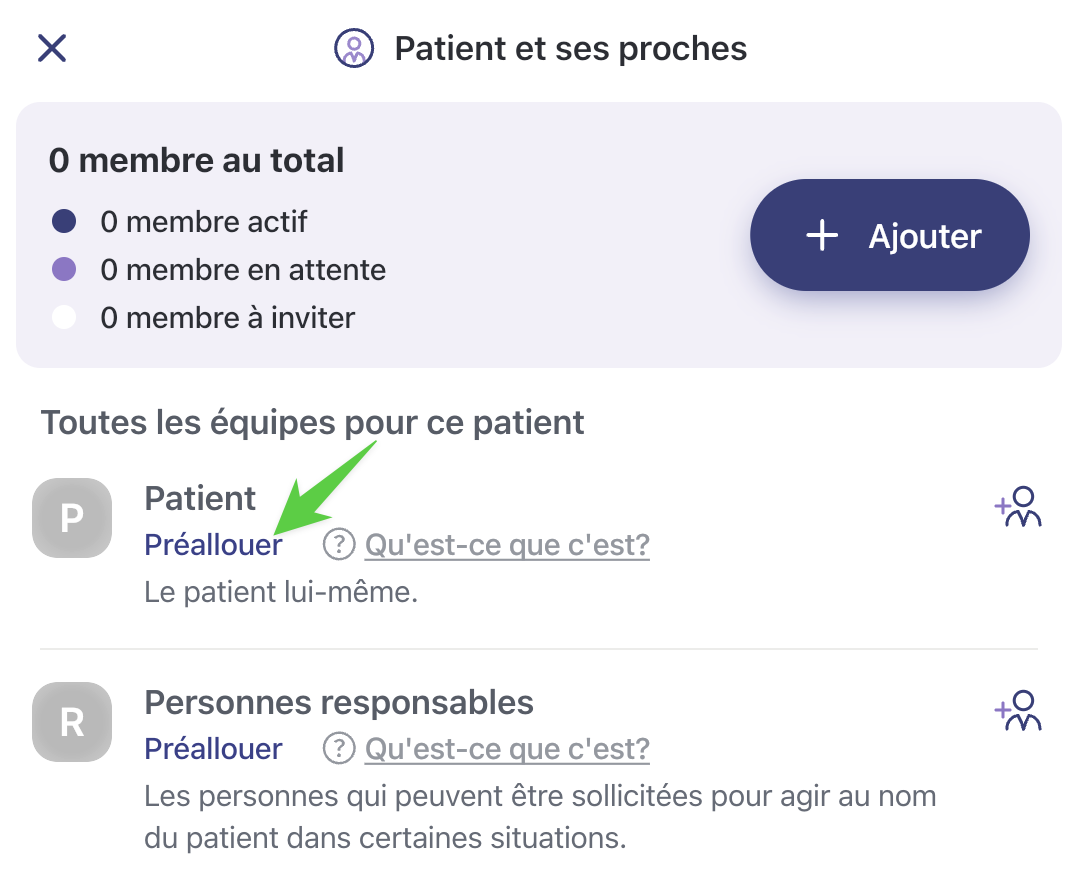 Patient et ses proches
0 membre au total
0 membre actif
0 membre en attente
0 membre à inviter
+ Ajouter
Toutes les équipes pour ce patient
P
Patient
Préallouer ? Qu'est-ce que c'est?
Le patient lui-même.
R
Personnes responsables
Préallouer ? Qu'est-ce que c'est?
Les personnes qui peuvent être sollicitées pour agir au nom
du patient dans certaines situations.